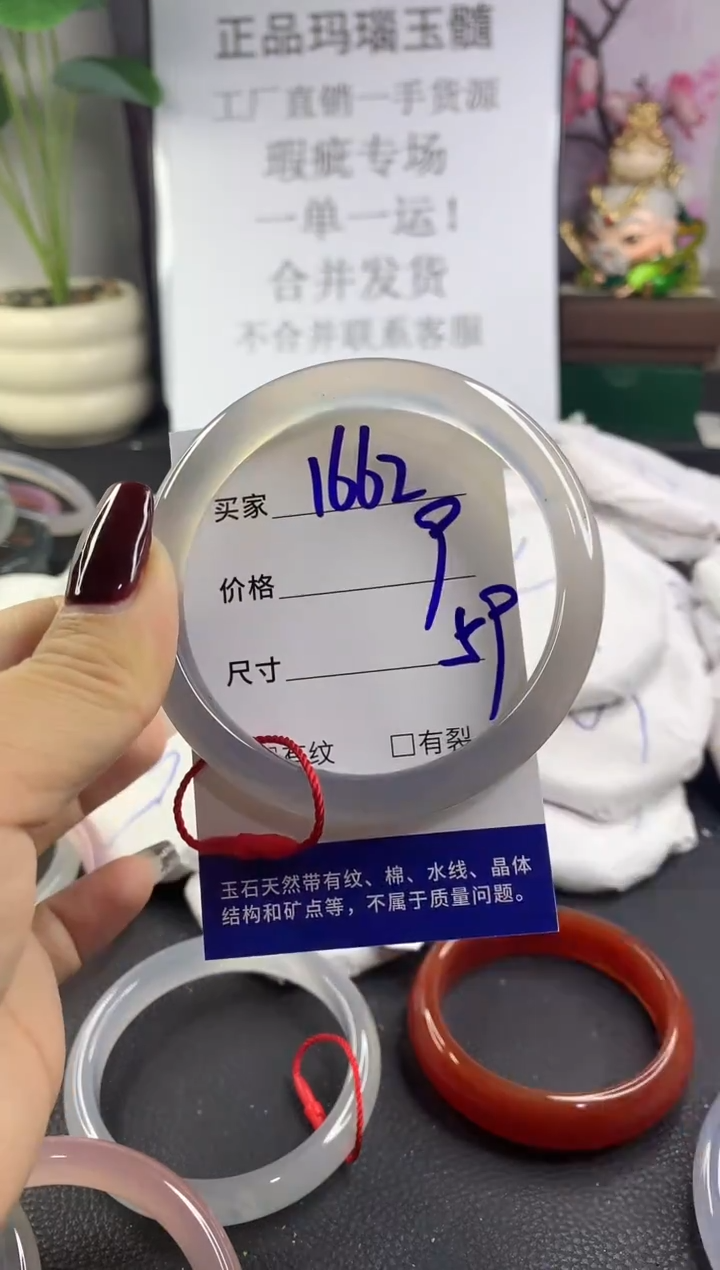 正品玛瑙玉髓
工厂直销一手货源
瑕疵专场
一单一运！
合并发货
不合并联系客服
买家 1662
价格 9
尺寸 59
有纹 □有裂
玉石天然带有纹、棉、水线、晶体
结构和矿点等，不属于质量问题。